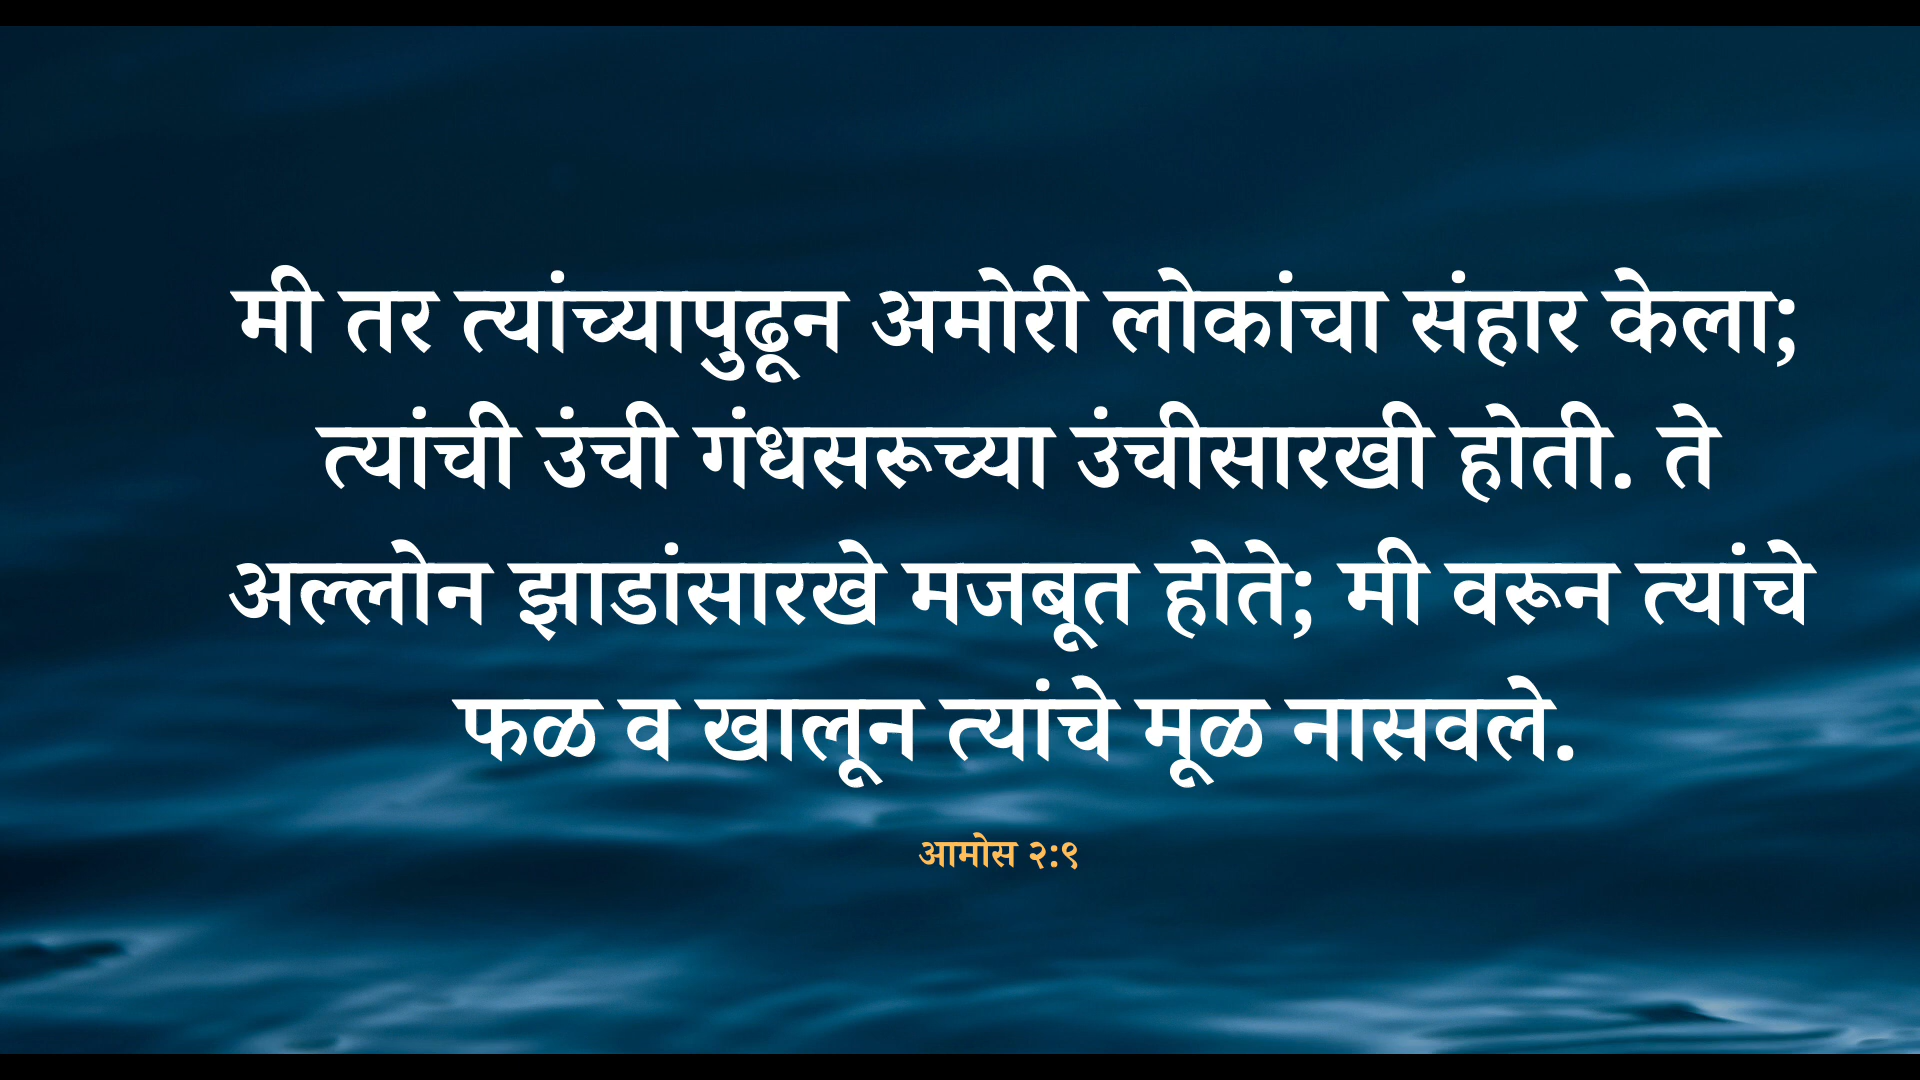 मी तर त्यांच्यापुढून अमोरी लोकांचा संहार केला;
त्यांची उंची गंधसरूच्या उंचीसारखी होती. ते
अल्लोन झाडांसारखे मजबूत होते; मी वरून त्यांचे
फळ व खालून त्यांचे मूळ नासवले.
आमोस २:९